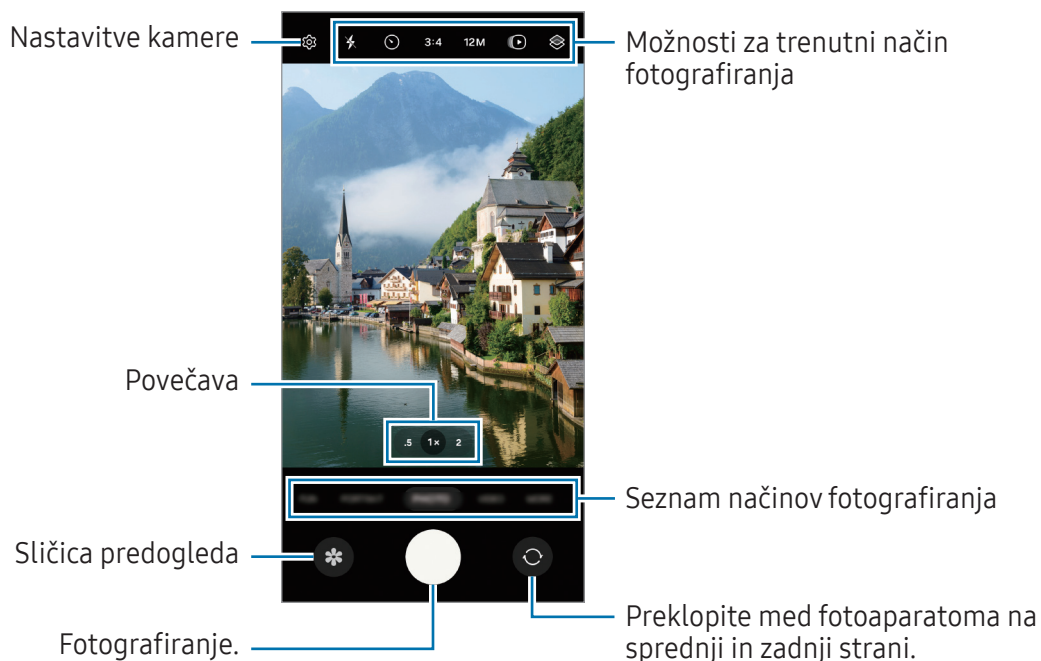 Nastavitve kamere
3:4
12M
Možnosti za trenutni način
fotografiranja
Povečava
.5
1×
2
Seznam načinov fotografiranja
Sličica predogleda
Fotografiranje.
Preklopite med fotoaparatoma na
sprednji in zadnji strani.